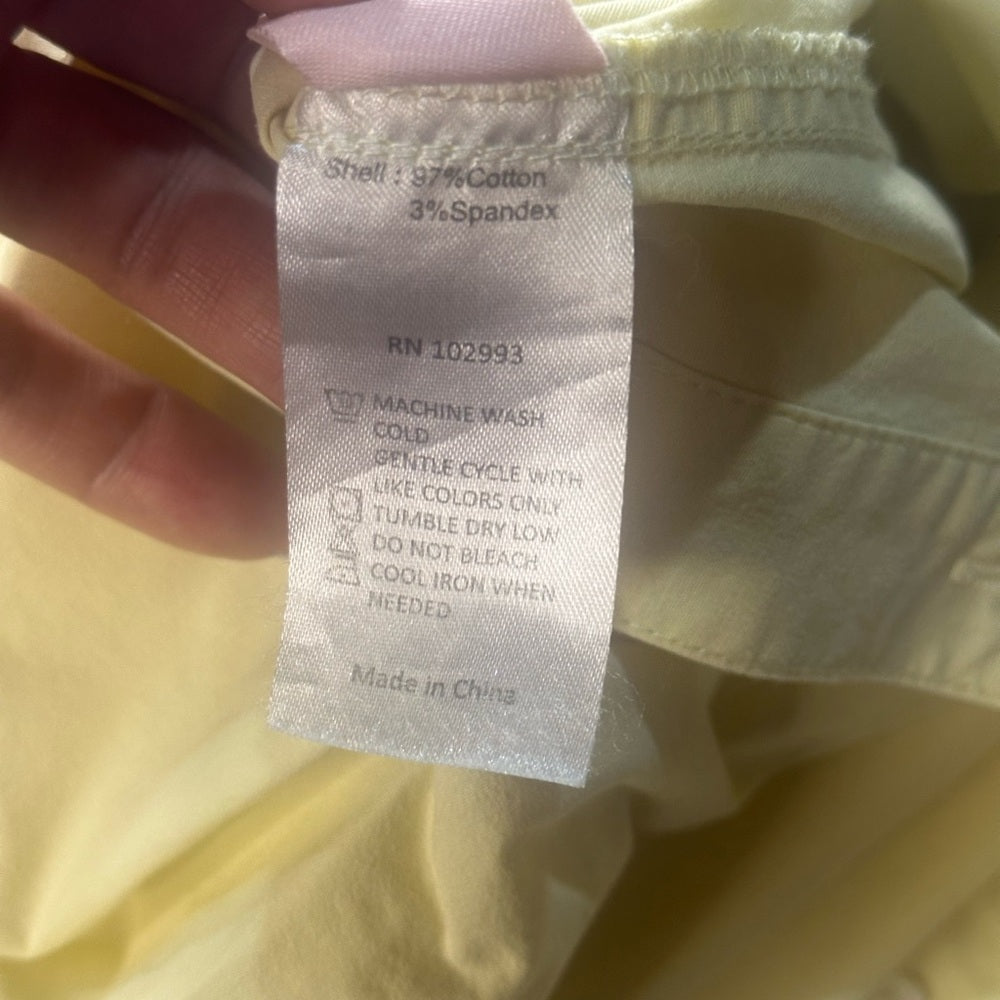 Shell : 97%Cotton
3%Spandex
RN 102993
MACHINE WASH
COLD
GENTLE CYCLE WITH
LIKE COLORS ONLY
TUMBLE DRY LOW
DO NOT BLEACH
COOL IRON WHEN
NEEDED
Made in China